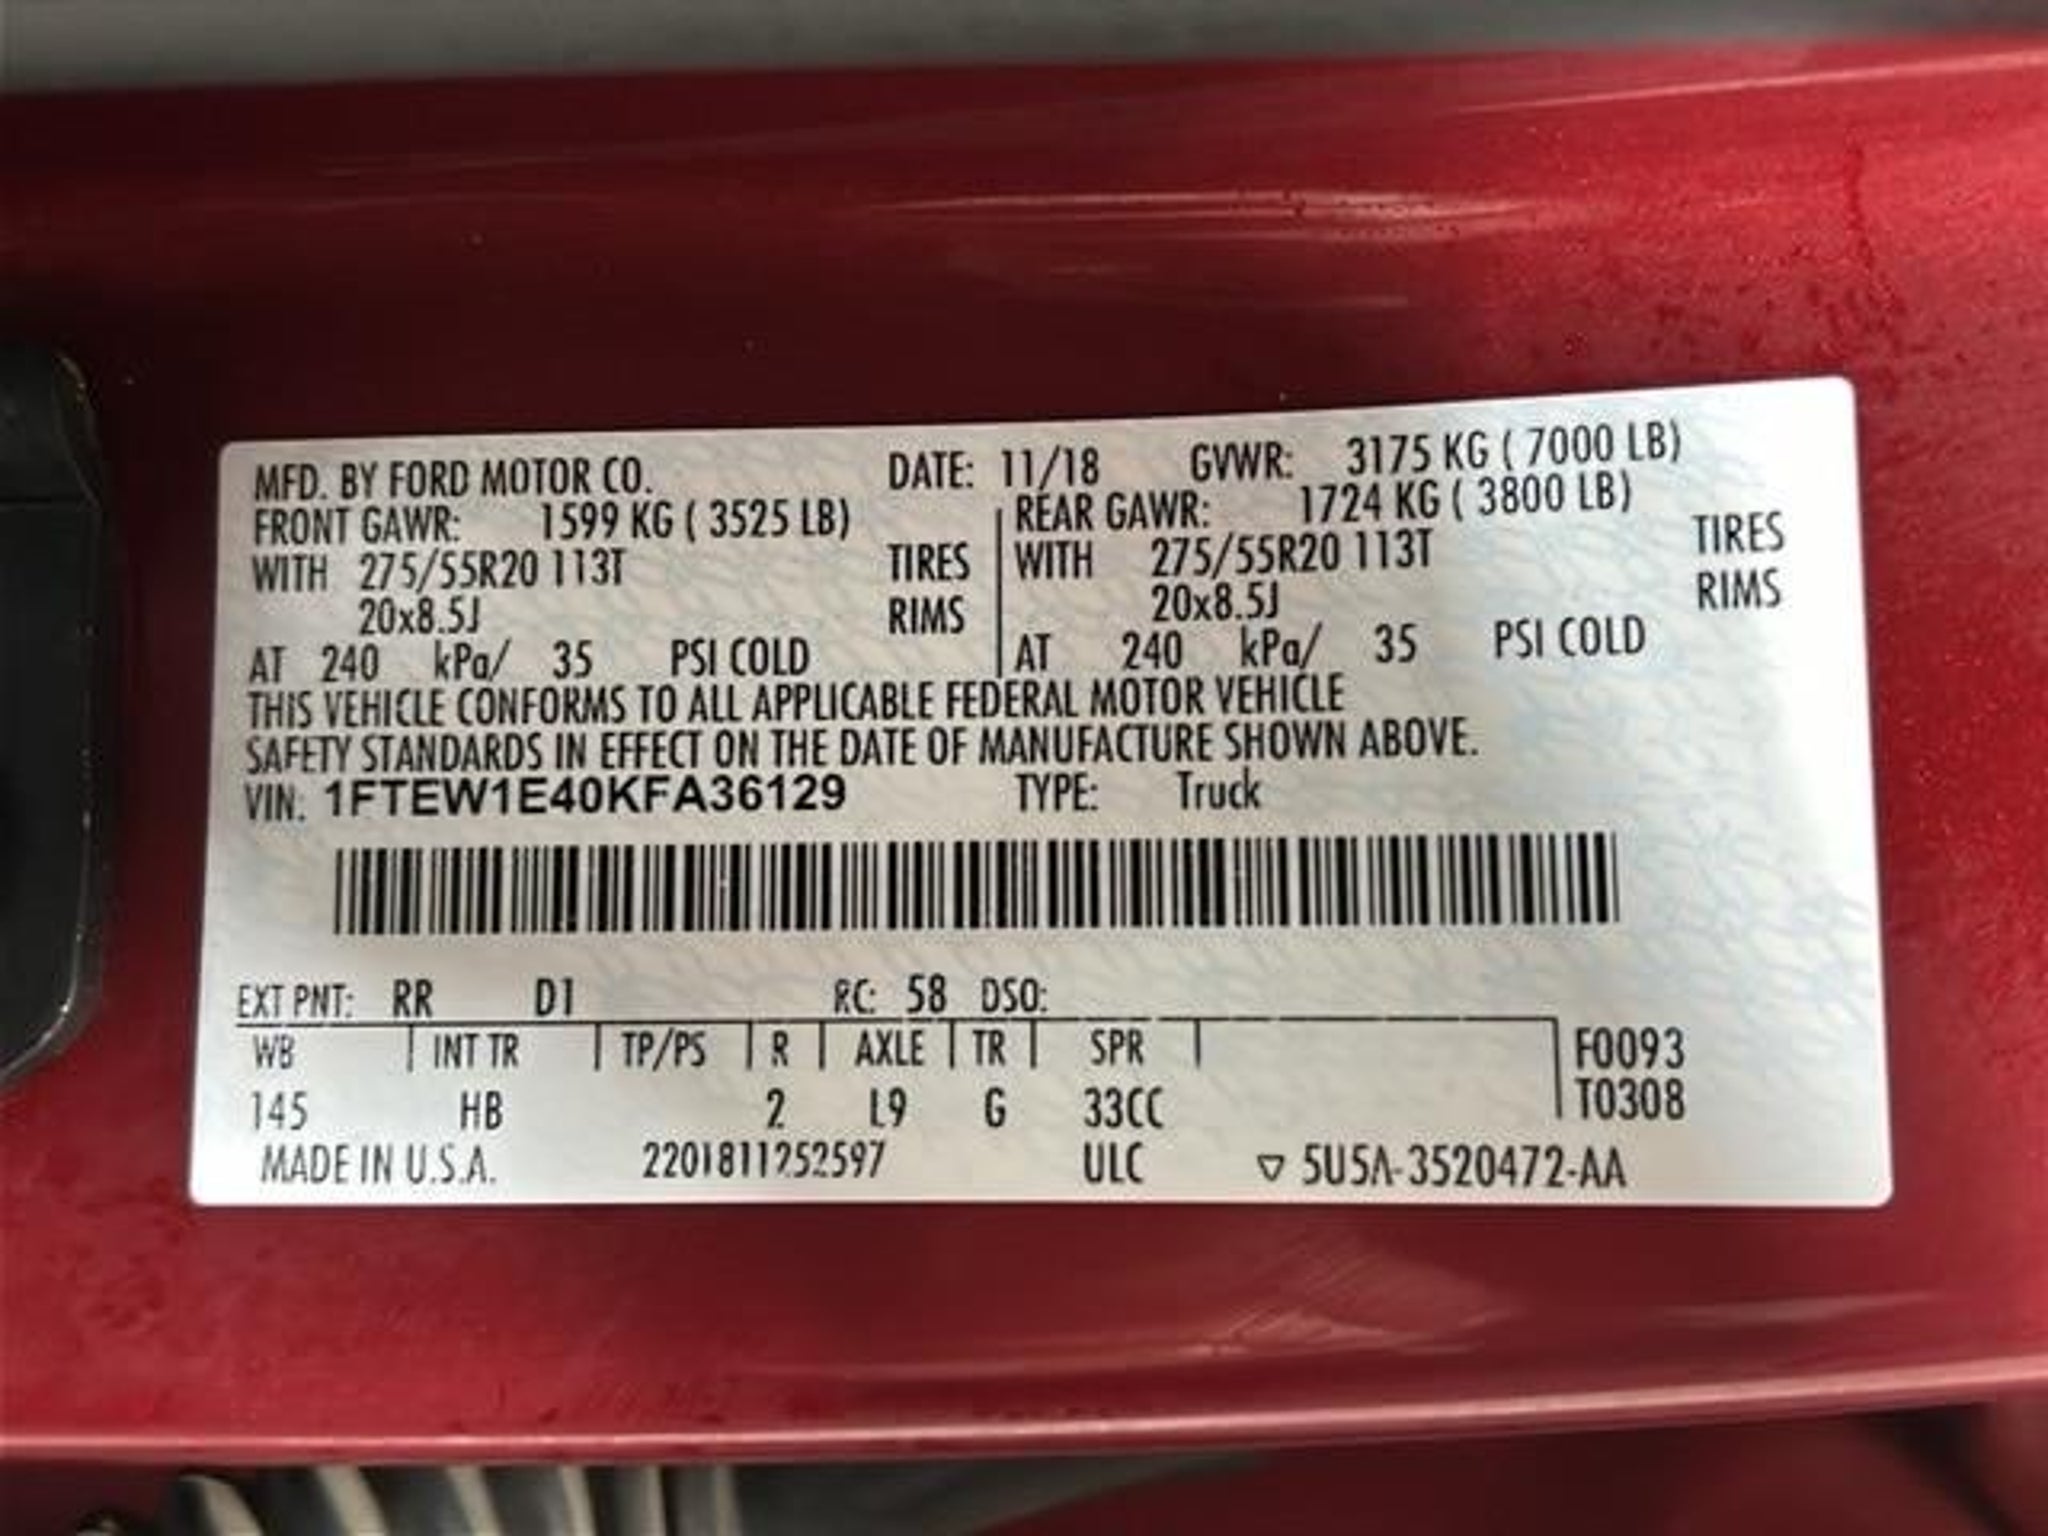 MFD. BY FORD MOTOR CO. DATE: 11/18 GVWR: 3175 KG ( 7000 LB)
FRONT GAWR: 1599 KG ( 3525 LB) REAR GAWR: 1724 KG ( 3800 LB)
WITH 275/55R20 113T TIRES WITH 275/55R20 113T TIRES
20x8.5J RIMS 20x8.5J RIMS
AT 240 kPa/ 35 PSI COLD AT 240 kPa/ 35 PSI COLD
THIS VEHICLE CONFORMS TO ALL APPLICABLE FEDERAL MOTOR VEHICLE
SAFETY STANDARDS IN EFFECT ON THE DATE OF MANUFACTURE SHOWN ABOVE.
VIN: 1FTEW1E40KFA36129 TYPE: Truck
EXT PNT: RR D1 RC: 58 DSO:
WB INT TR TP/PS R AXLE TR SPR F0093
145 HB 2 L9 G 33CC T0308
MADE IN U.S.A. 2201811252597 ULC ▽ 5U5A-3520472-AA